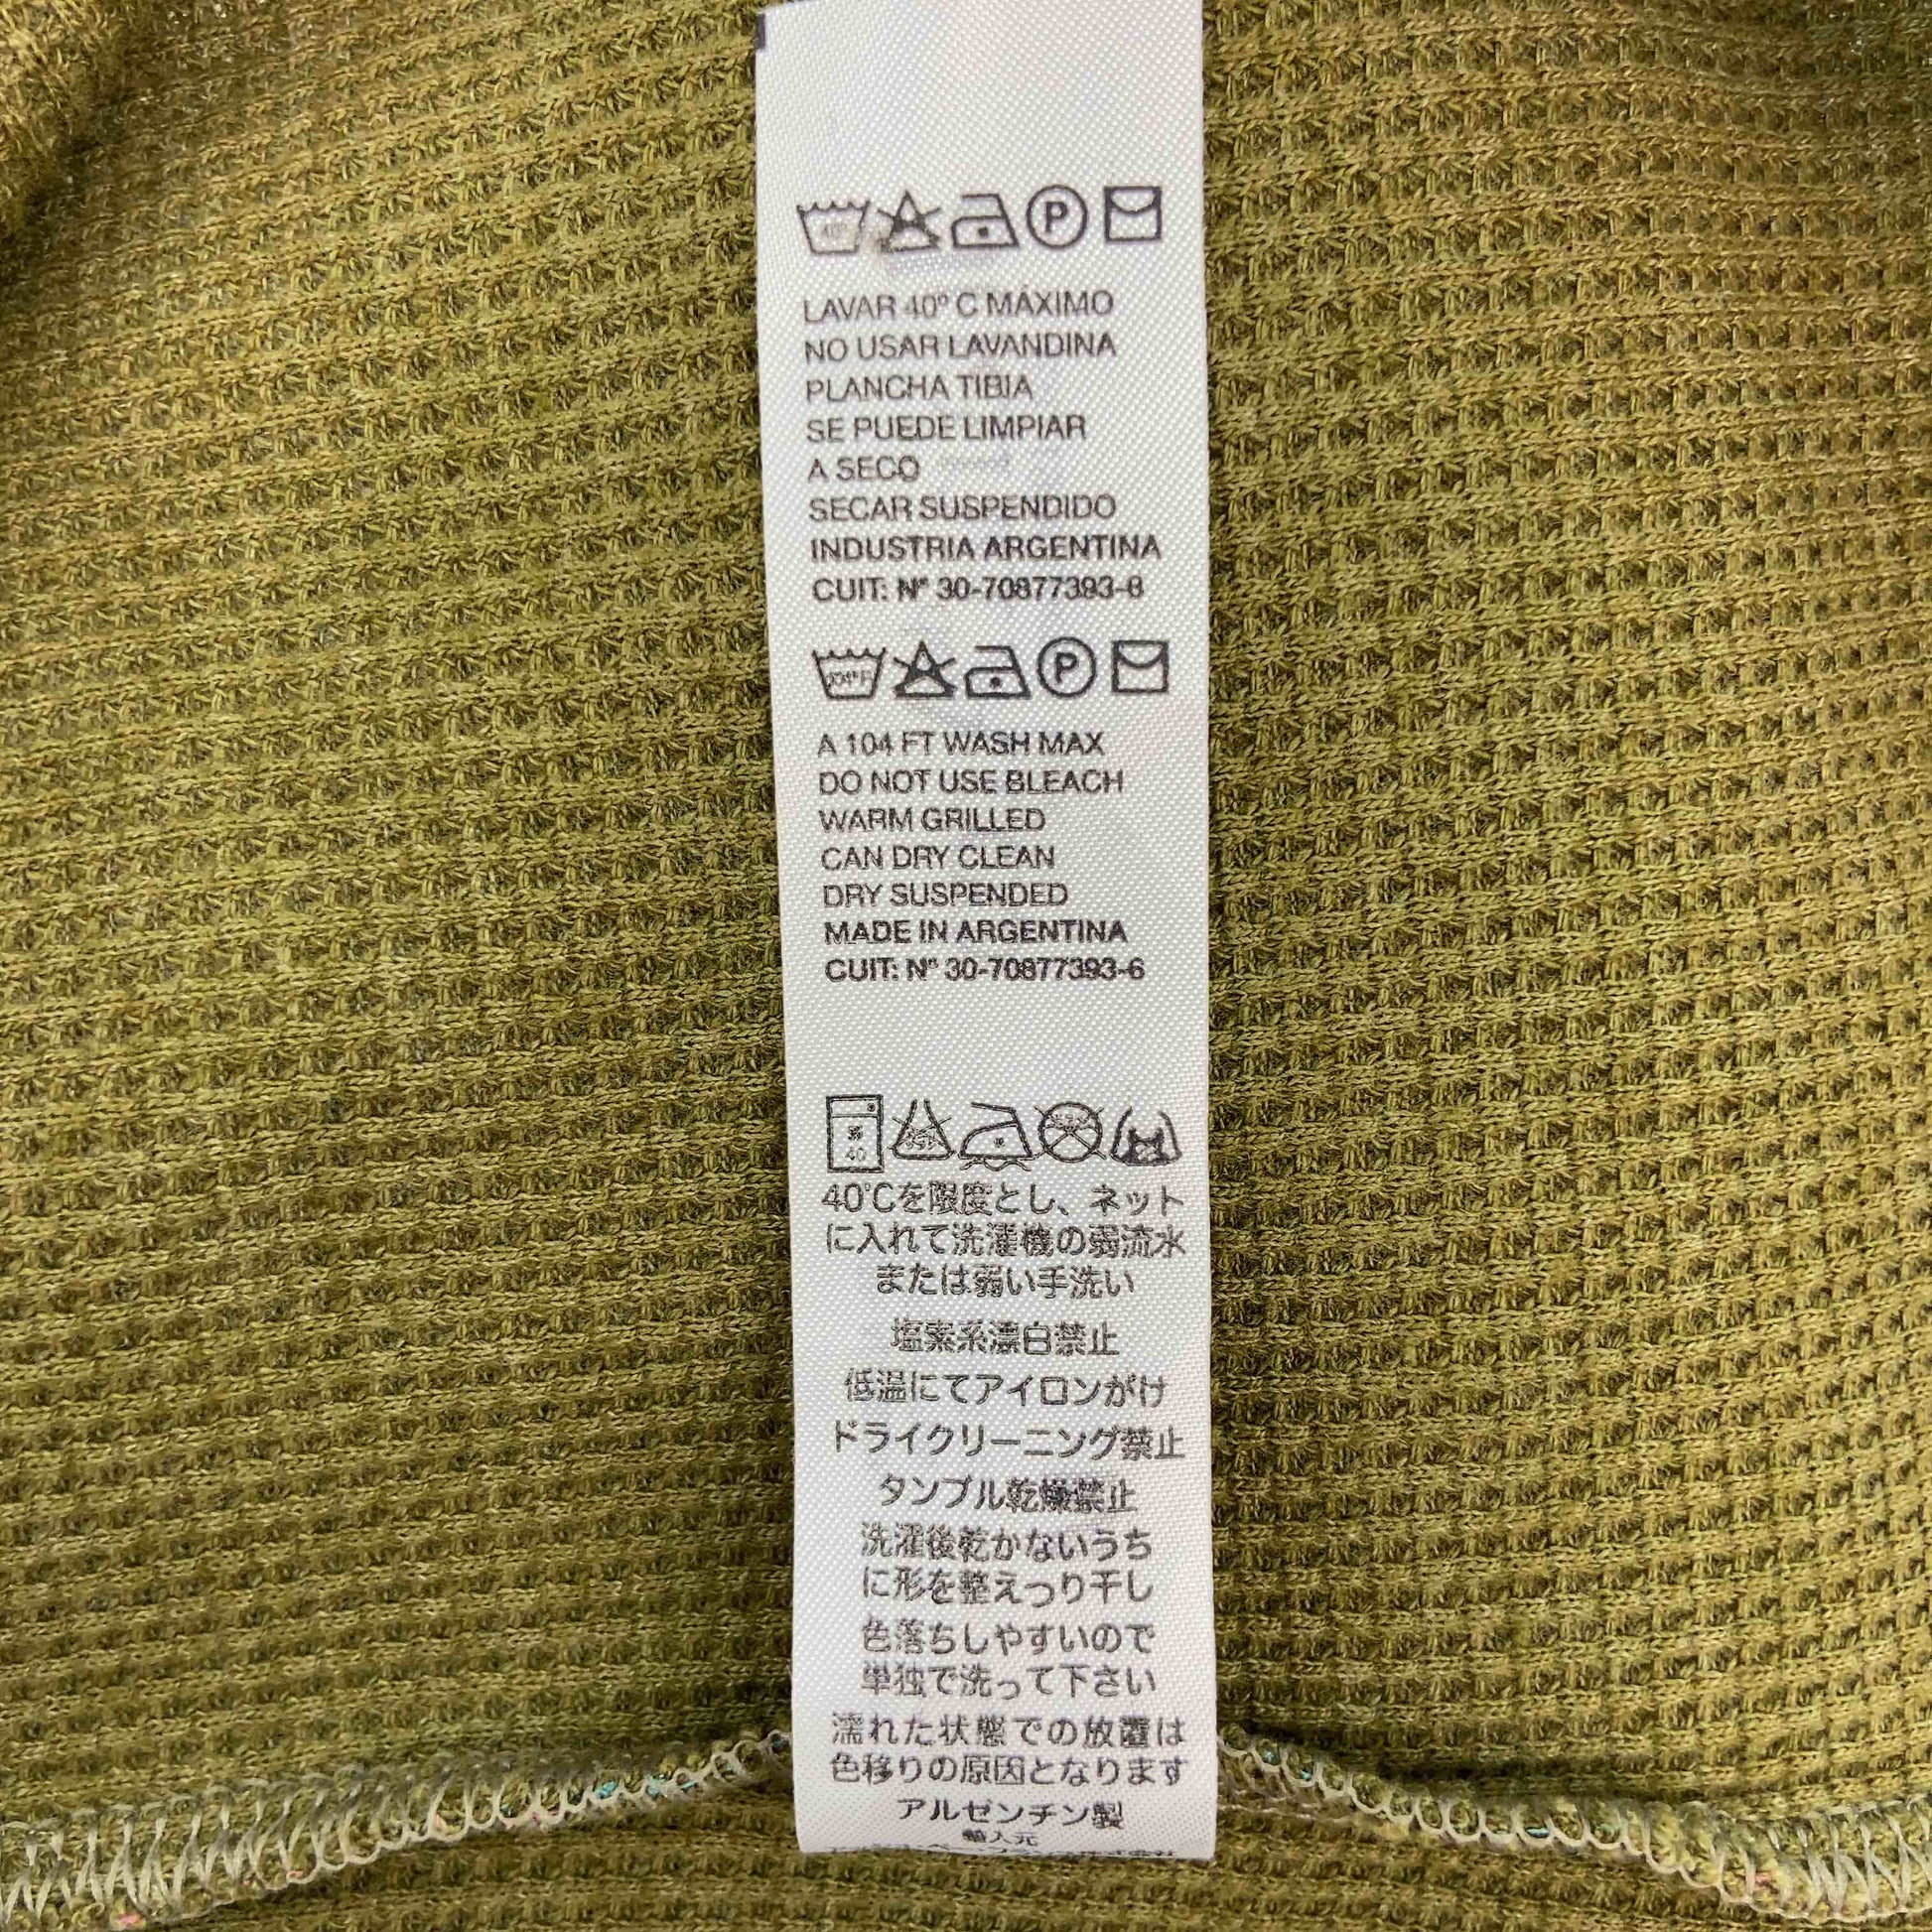 LAVAR 40º C MÁXIMO
NO USAR LAVANDINA
PLANCHA TIBIA
SE PUEDE LIMPIAR
A SECO
SECAR SUSPENDIDO
INDUSTRIA ARGENTINA
CUIT: Nº 30-70877393-6
A 104 FT WASH MAX
DO NOT USE BLEACH
WARM GRILLED
CAN DRY CLEAN
DRY SUSPENDED
MADE IN ARGENTINA
CUIT: Nº 30-70877393-6
40℃を限度とし、ネット
に入れて洗濯機の弱流水
または弱い手洗い
塩素系漂白禁止
低温にてアイロンがけ
ドライクリーニング禁止
タンブル乾燥禁止
洗濯後乾かないうち
に形を整えつり干し
色落ちしやすいので
単独で洗って下さい
濡れた状態での放置は
色移りの原因となります
アルゼンチン製
輸入元